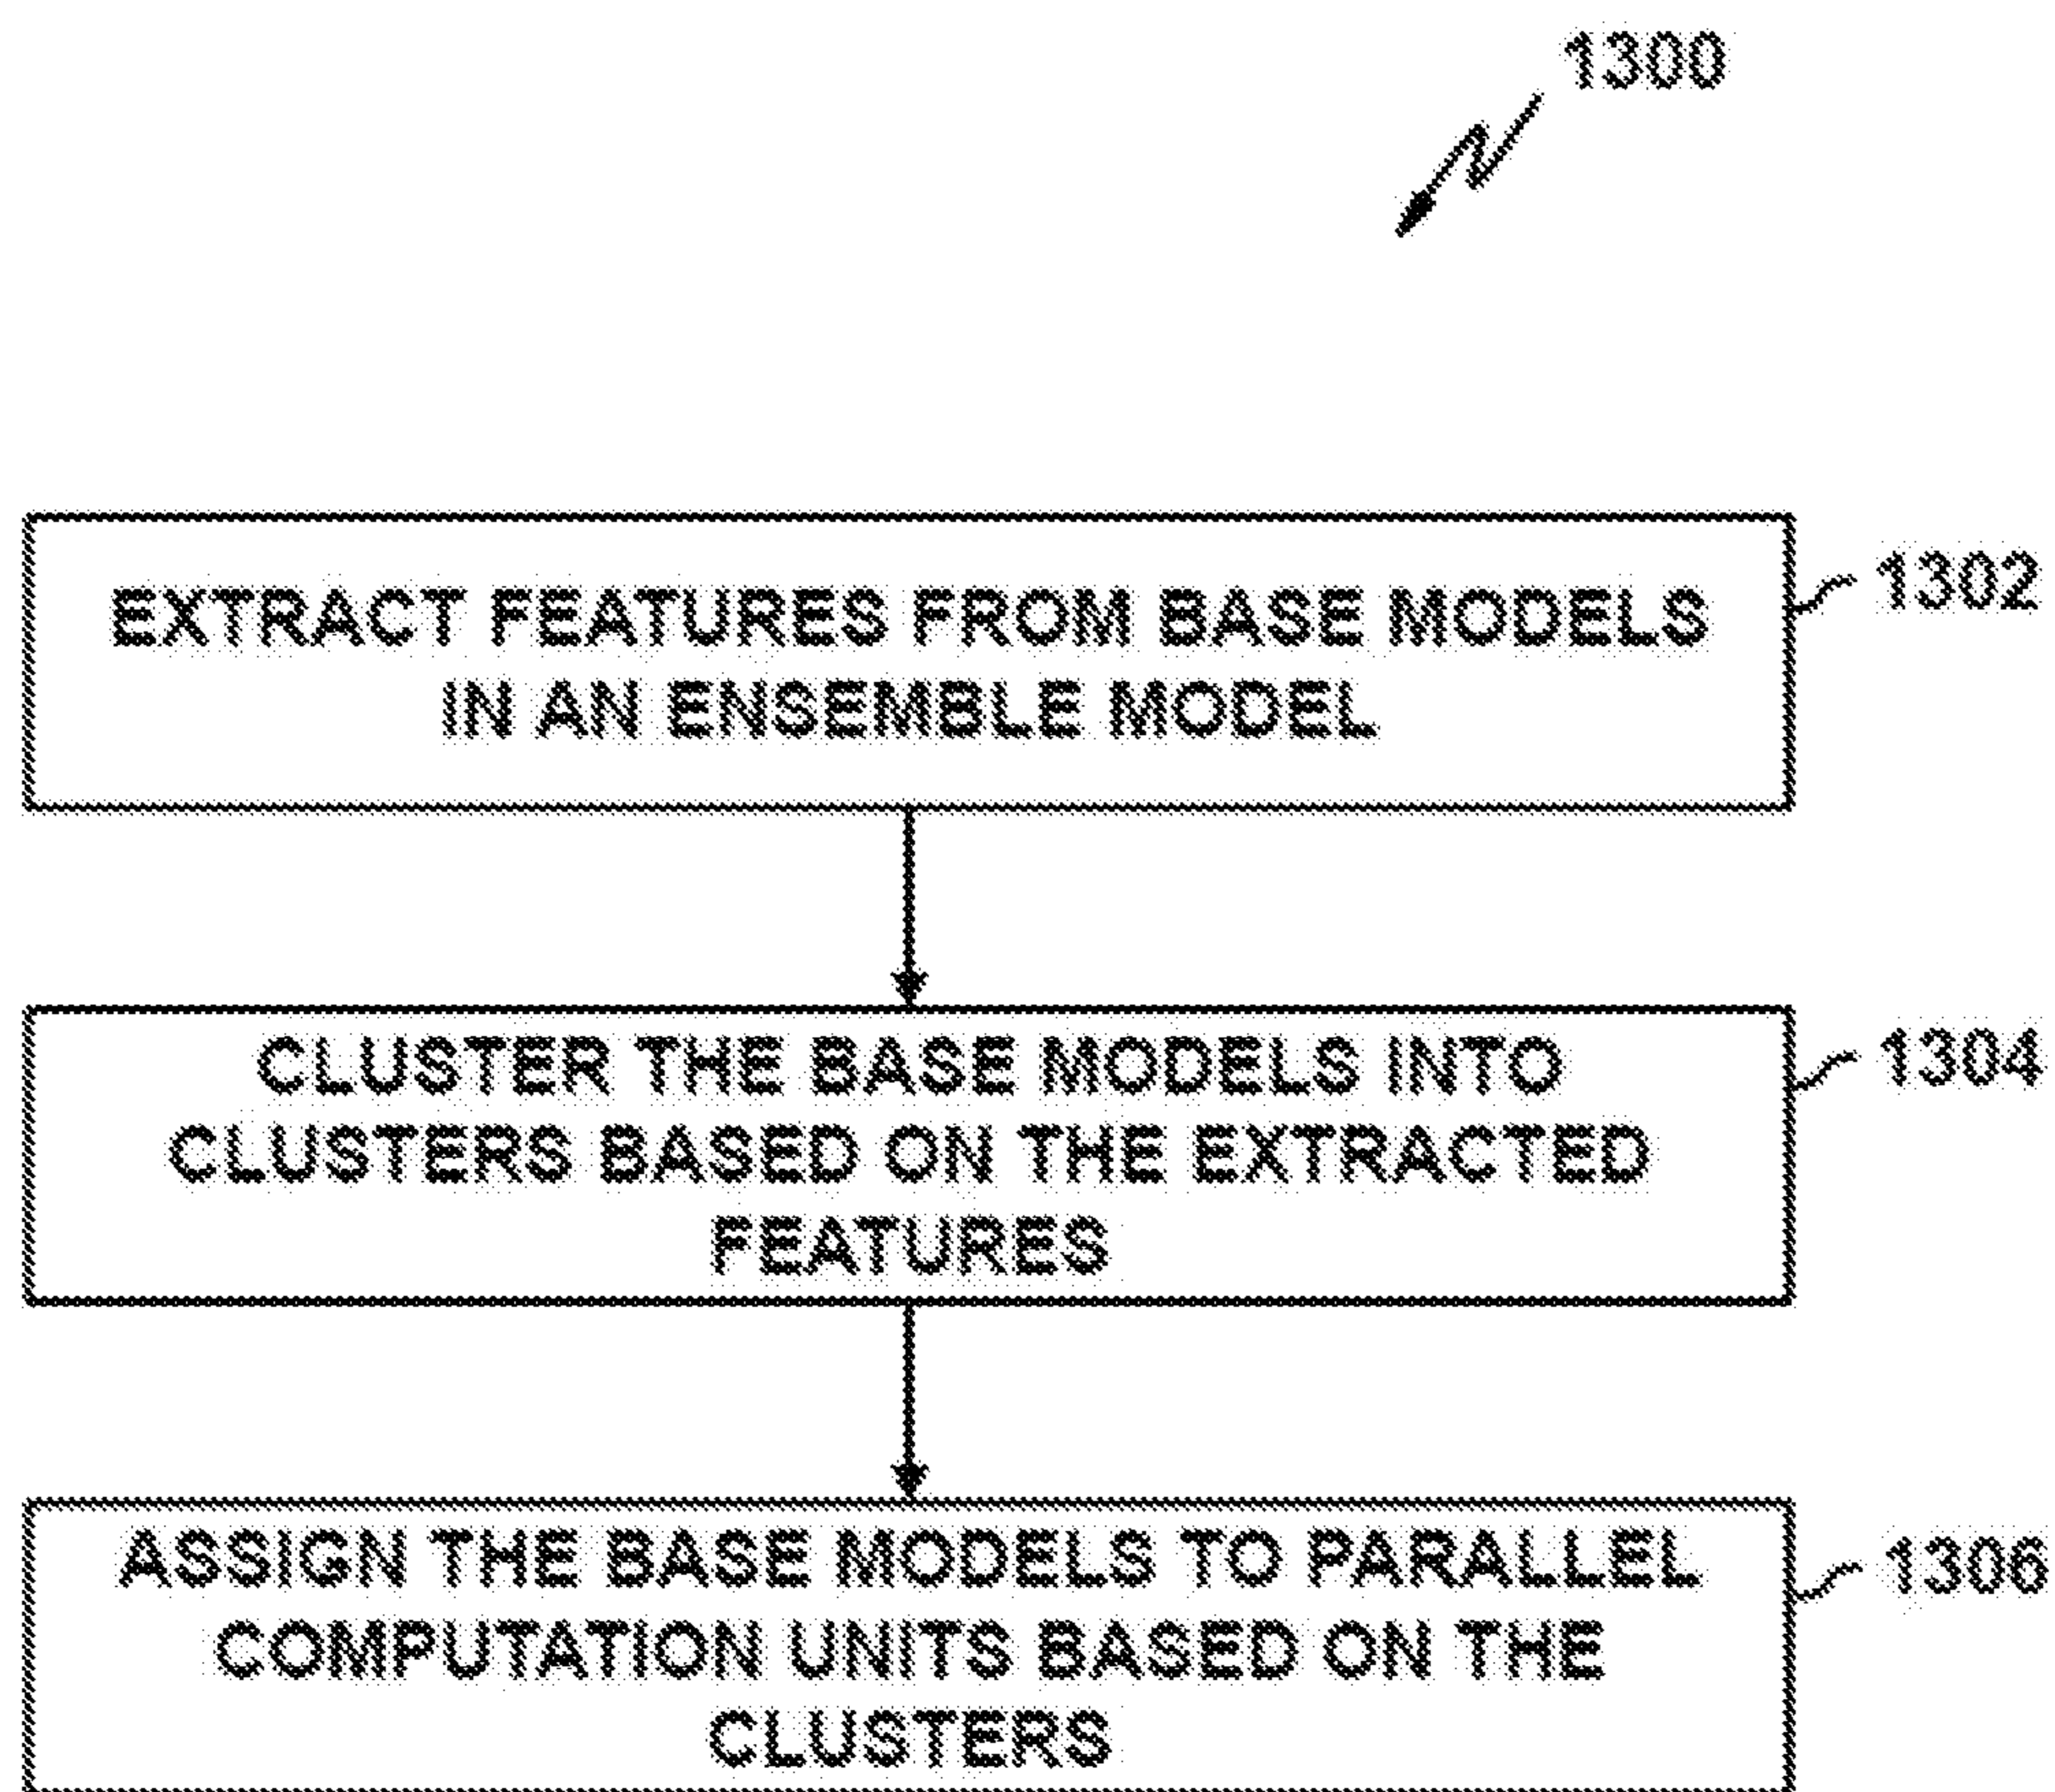 1300
EXTRACT FEATURES FROM BASE MODELS
IN AN ENSEMBLE MODEL
1302
CLUSTER THE BASE MODELS INTO
CLUSTERS BASED ON THE EXTRACTED
FEATURES
1304
ASSIGN THE BASE MODELS TO PARALLEL
COMPUTATION UNITS BASED ON THE
CLUSTERS
1306